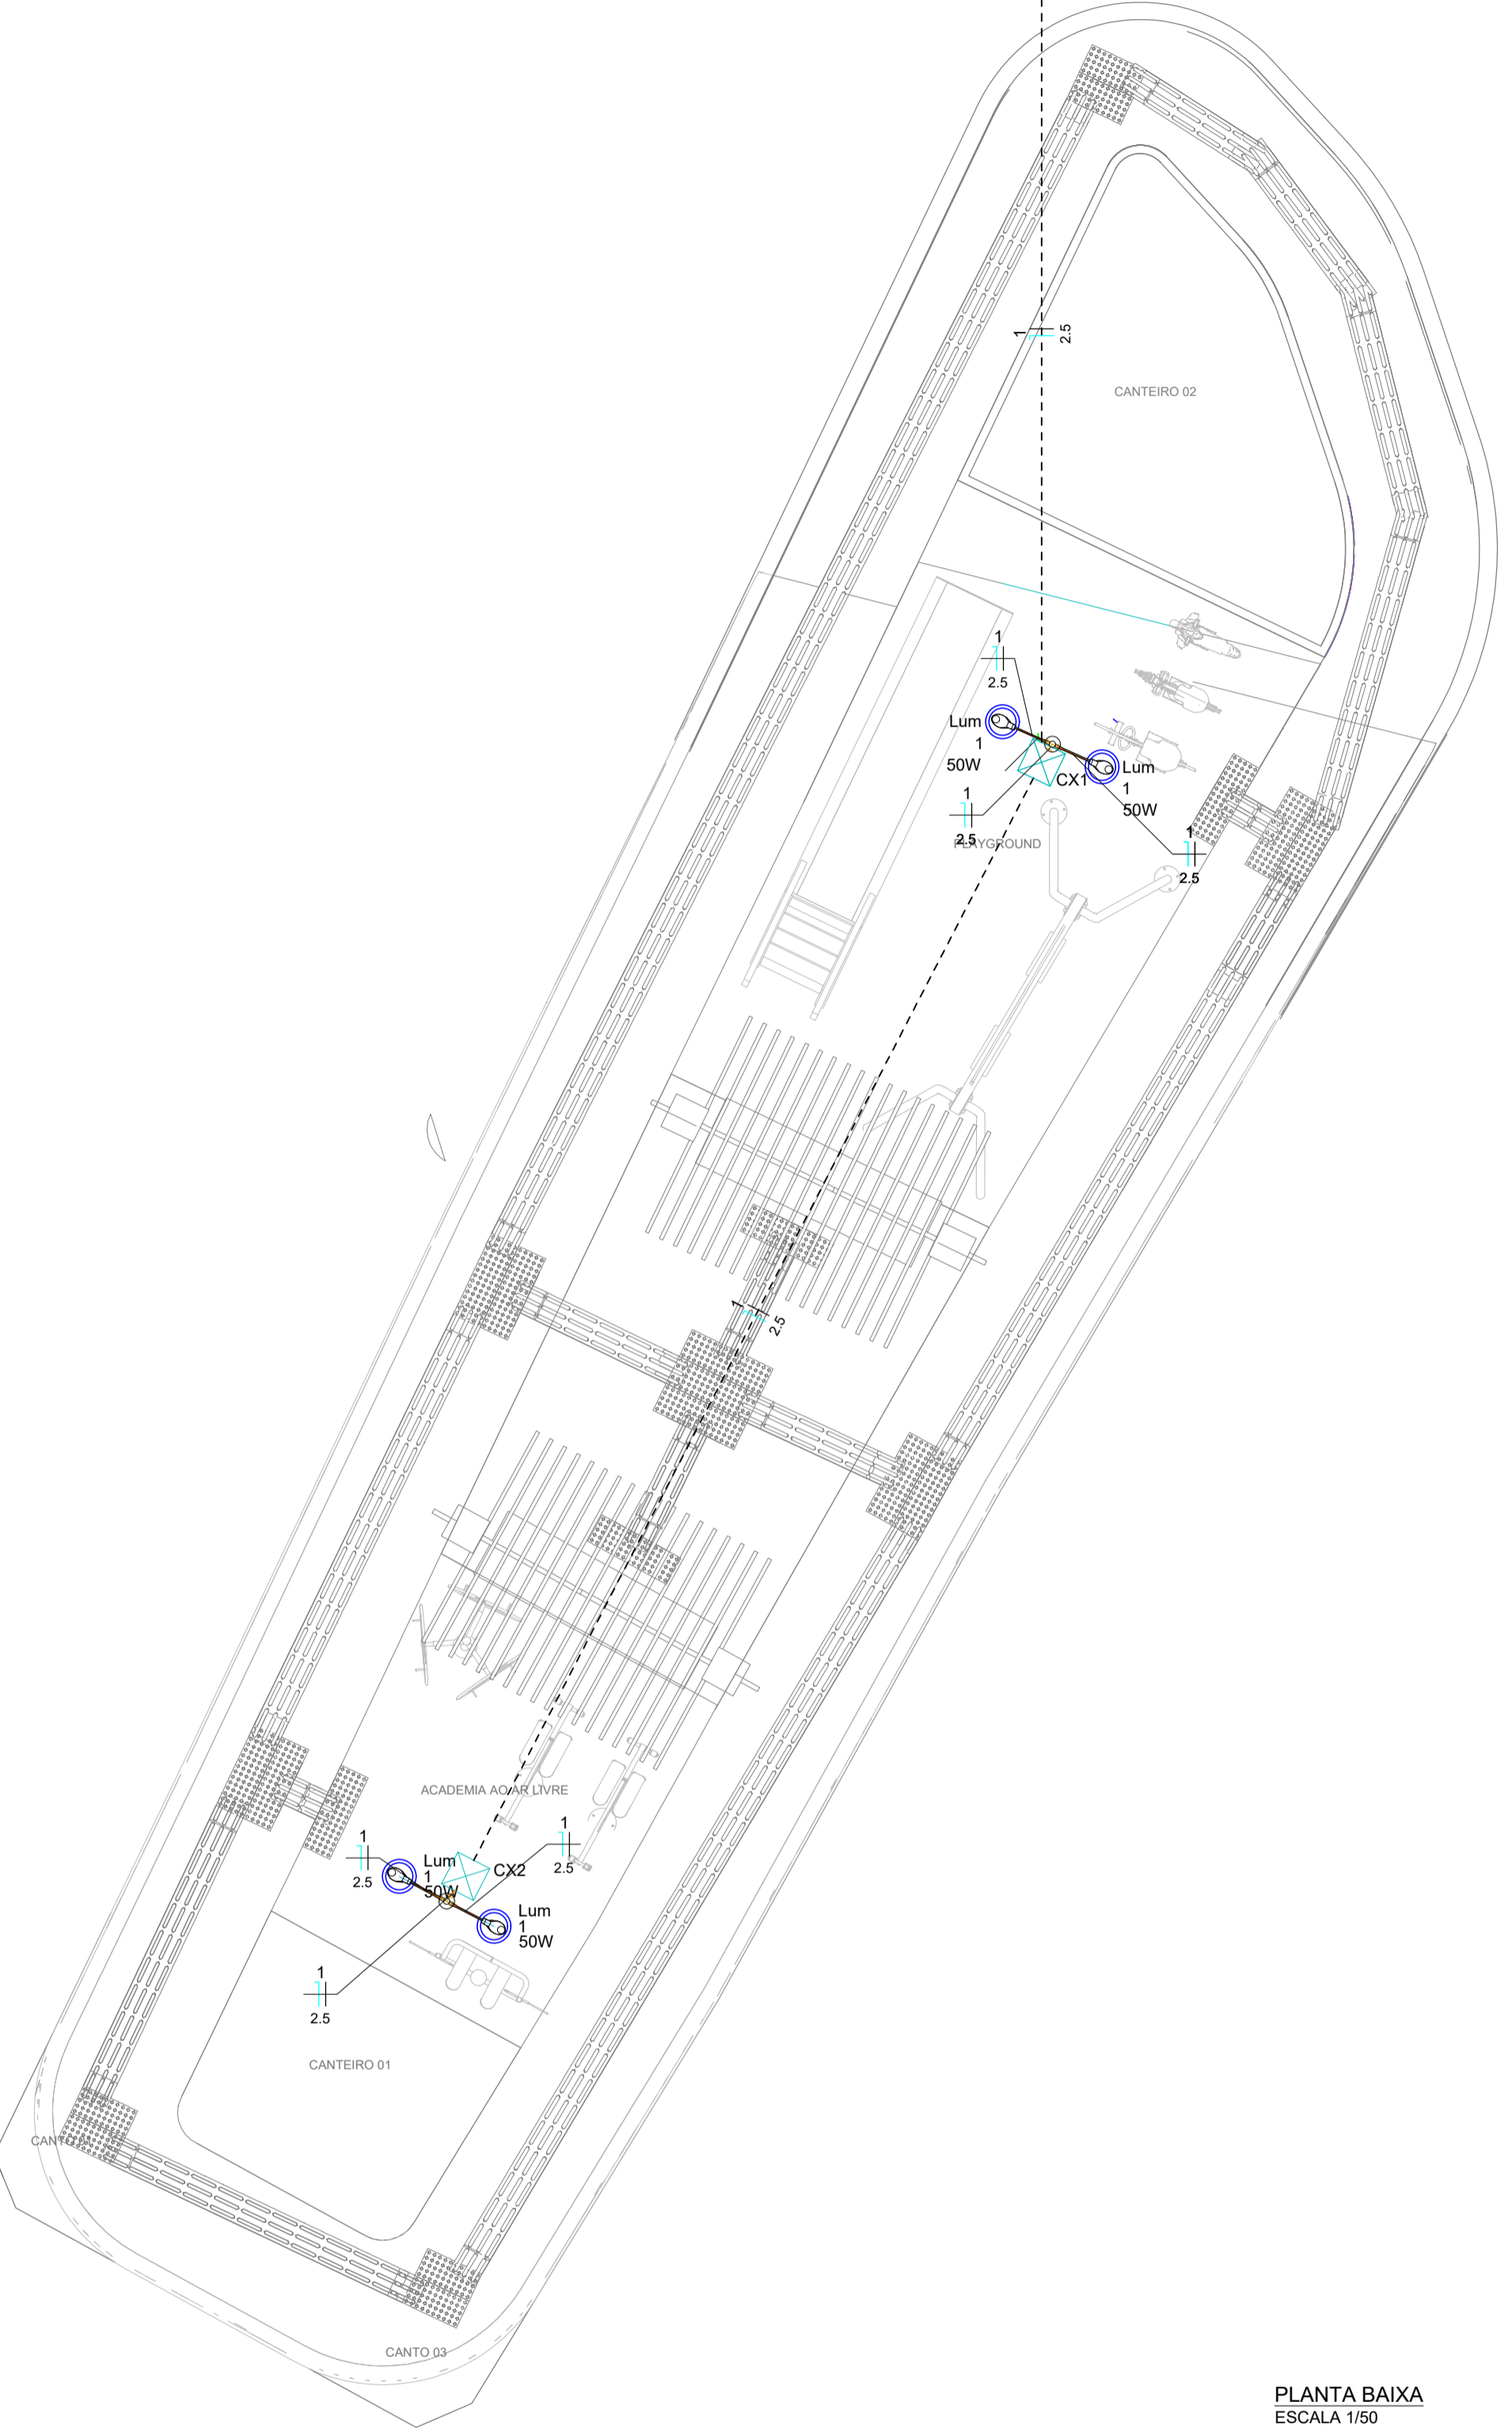 1
2.5
CANTEIRO 02
1
2.5
Lum
1
50W
CX1
Lum
1
50W
1
2.5
PLAYGROUND
1
2.5
1
2.5
ACADEMIA AO AR LIVRE
1
2.5
1
2.5
Lum
1
50W
CX2
Lum
1
50W
1
2.5
CANTEIRO 01
CANTO 03
PLANTA BAIXA
ESCALA 1/50